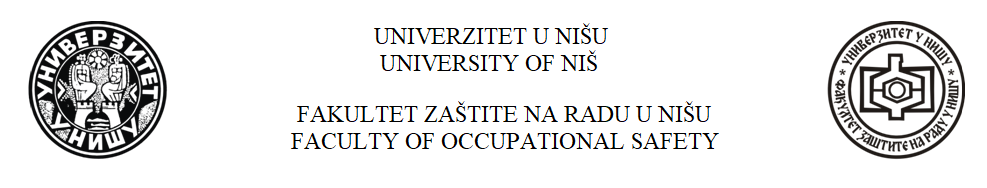 УНИВЕРЗИТЕТ
У НИШУ
UNIVERZITET U NIŠU
UNIVERSITY OF NIŠ
FAKULTET ZAŠTITE NA RADU U NIŠU
FACULTY OF OCCUPATIONAL SAFETY
УНИВЕРЗИТЕТ У НИШУ
ФАКУЛТЕТ ЗАШТИТЕ НА РАДУ У НИШУ